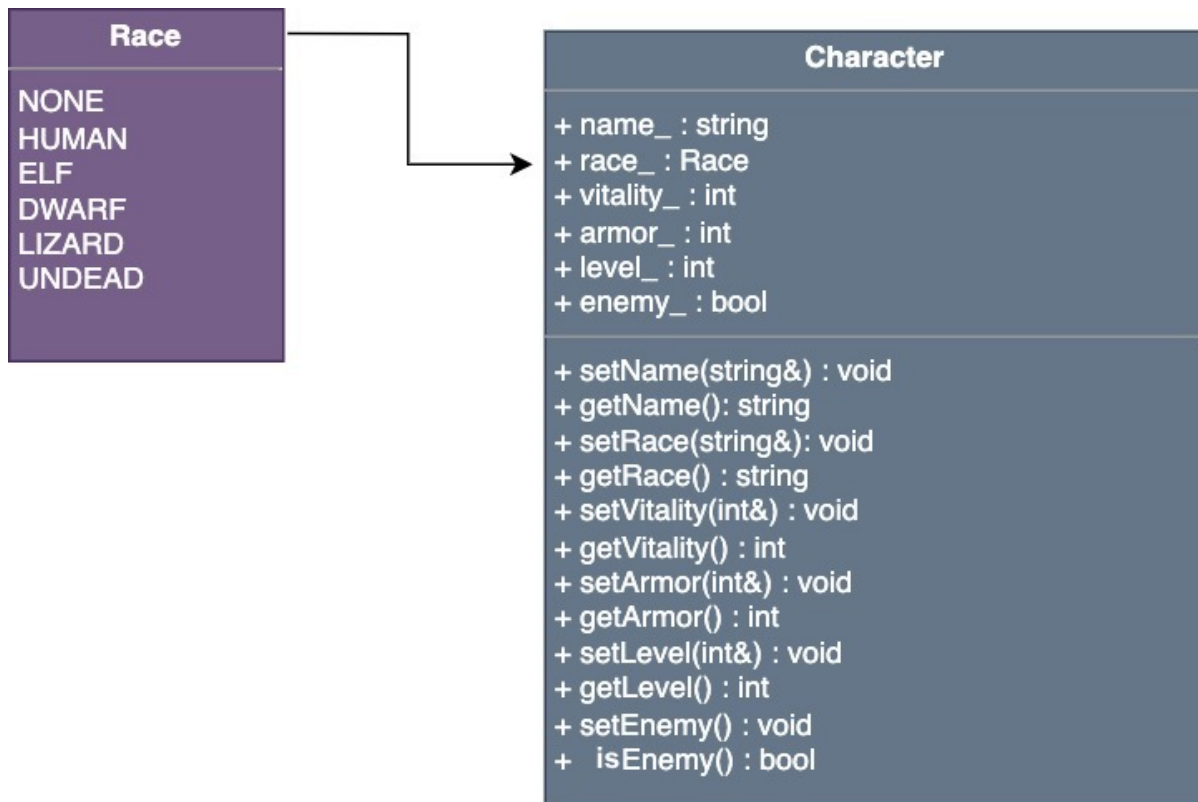 Race
NONE
HUMAN
ELF
DWARF
LIZARD
UNDEAD
Character
+ name_ : string
+ race_ : Race
+ vitality_ : int
+ armor_ : int
+ level_ : int
+ enemy_ : bool
+ setName(string&) : void
+ getName(): string
+ setRace(string&): void
+ getRace() : string
+ setVitality(int&) : void
+ getVitality() : int
+ setArmor(int&) : void
+ getArmor() : int
+ setLevel(int&) : void
+ getLevel() : int
+ setEnemy() : void
+ isEnemy() : bool